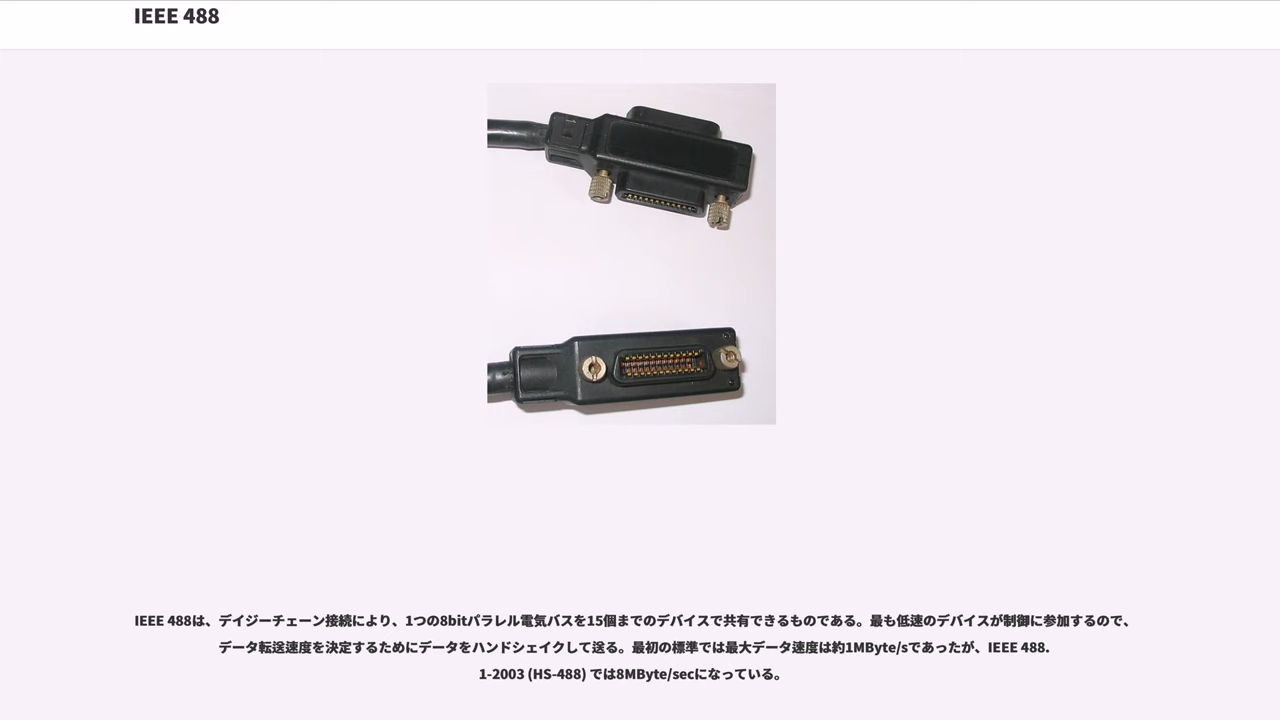 IEEE 488
IEEE 488は、デイジーチェーン接続により、1つの8bitパラレル電気バスを15個までのデバイスで共有できるものである。最も低速のデバイスが制御に参加するので、
データ転送速度を決定するためにデータをハンドシェイクして送る。最初の標準では最大データ速度は約1MByte/sであったが、IEEE 488.
1-2003 (HS-488) では8MByte/secになっている。